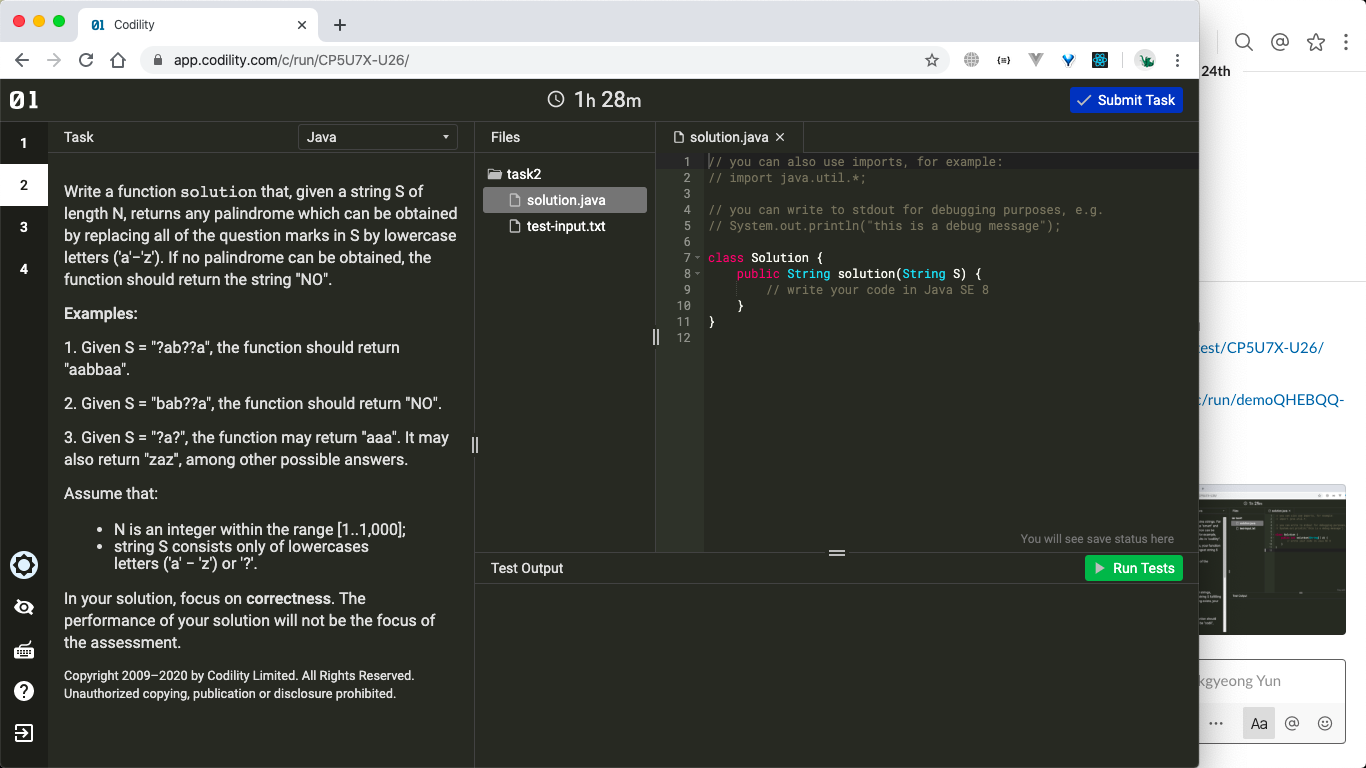 Codility
app.codility.com/c/run/CP5U7X-U26/
24th
01
1h 28m
Submit Task
1
2
3
4
Task
Java
Write a function solution that, given a string S of
length N, returns any palindrome which can be obtained
by replacing all of the question marks in S by lowercase
letters ('a'−'z'). If no palindrome can be obtained, the
function should return the string "NO".
Examples:
1. Given S = "?ab??a", the function should return
"aabbaa".
2. Given S = "bab??a", the function should return "NO".
3. Given S = "?a?", the function may return "aaa". It may
also return "zaz", among other possible answers.
Assume that:
• N is an integer within the range [1..1,000];
• string S consists only of lowercases
letters ('a' − 'z') or '?'.
In your solution, focus on correctness. The
performance of your solution will not be the focus of
the assessment.
Copyright 2009–2020 by Codility Limited. All Rights Reserved.
Unauthorized copying, publication or disclosure prohibited.
Files
task2
solution.java
test-input.txt
solution.java
1 // you can also use imports, for example:
2 // import java.util.*;
3
4 // you can write to stdout for debugging purposes, e.g.
5 // System.out.println("this is a debug message");
6
7 class Solution {
8 public String solution(String S) {
9 // write your code in Java SE 8
10 }
11 }
12
You will see save status here
Test Output
Run Tests
est/CP5U7X-U26/
c/run/demoQHEBQQ-
kgyeong Yun
Aa